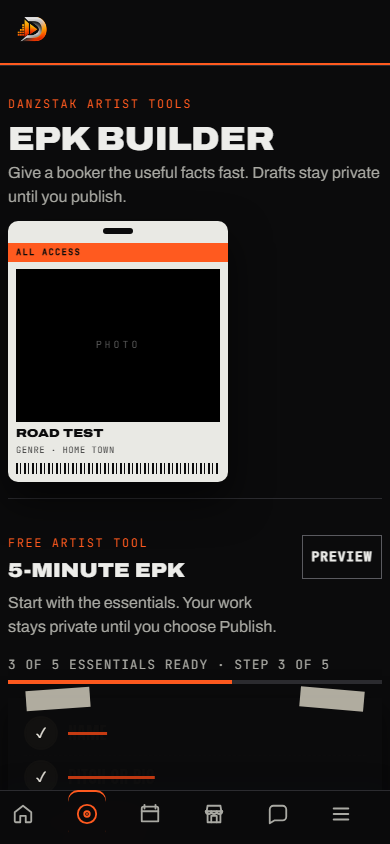 DANZSTAK ARTIST TOOLS
EPK BUILDER
Give a booker the useful facts fast. Drafts stay private
until you publish.
ALL ACCESS
PHOTO
ROAD TEST
GENRE · HOME TOWN
FREE ARTIST TOOL
5-MINUTE EPK
PREVIEW
Start with the essentials. Your work
stays private until you choose Publish.
3 OF 5 ESSENTIALS READY · STEP 3 OF 5